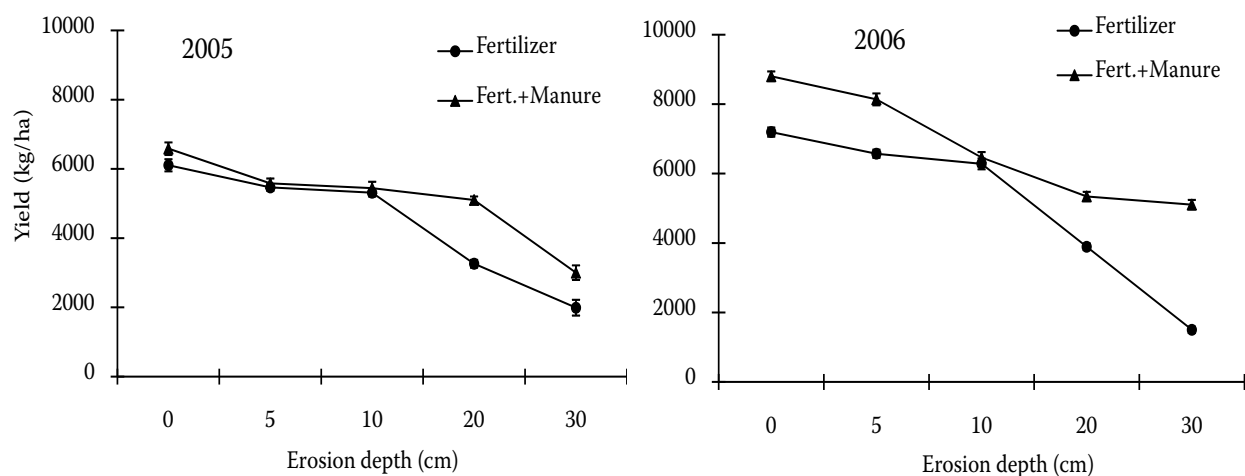 2005
Fertilizer
Fert.+Manure
Yield (kg/ha)
10000
8000
6000
4000
2000
0
0 5 10 20 30
Erosion depth (cm)
2006
Fertilizer
Fert.+Manure
10000
8000
6000
4000
2000
0
0 5 10 20 30
Erosion depth (cm)